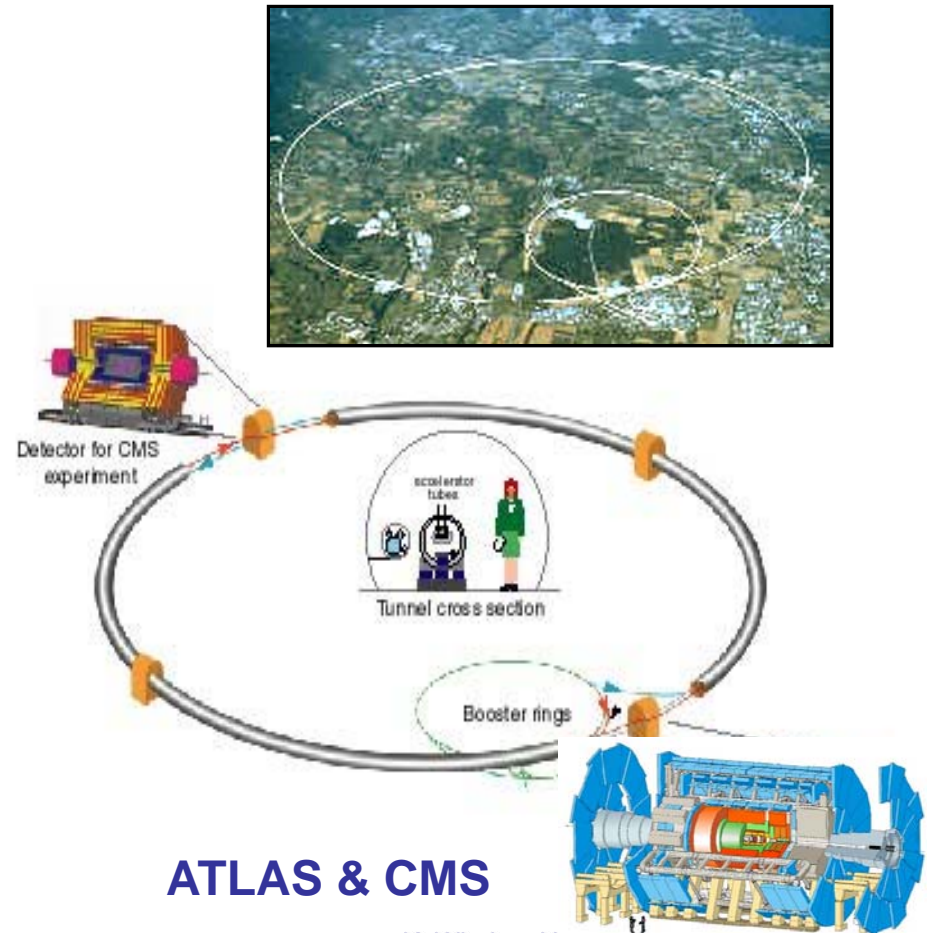 Detector for CMS
experiment
accelerator
tubes
Tunnel cross section
Booster rings
ATLAS & CMS